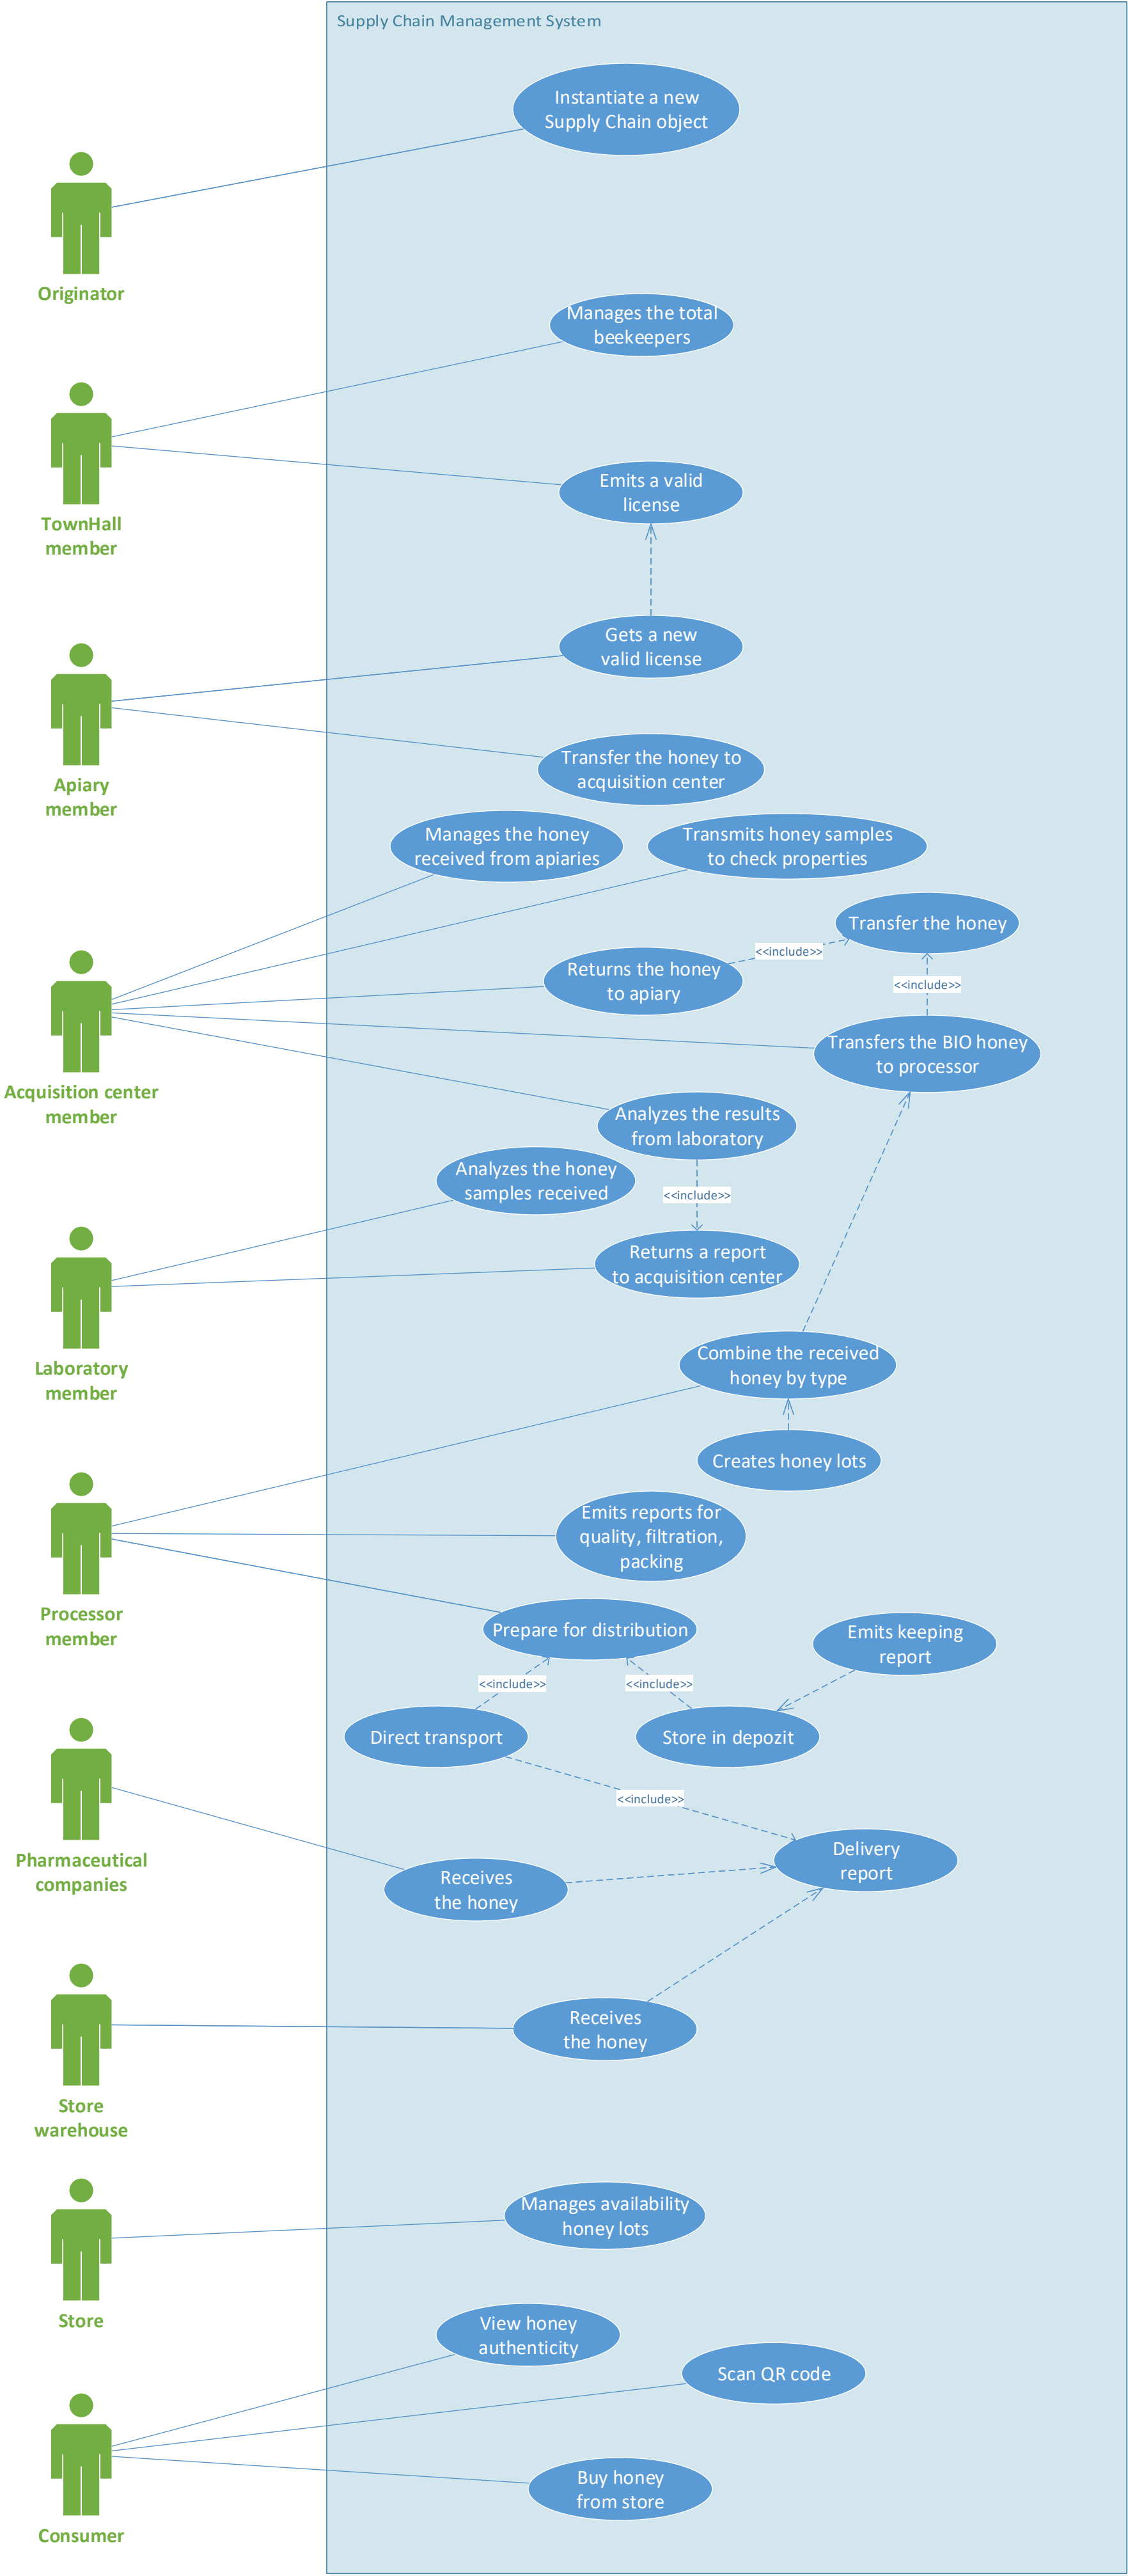 Supply Chain Management System
Instantiate a new
Supply Chain object
Originator
Manages the total
beekeepers
TownHall
member
Emits a valid
license
Gets a new
valid license
Apiary
member
Transfer the honey to
acquisition center
Manages the honey
received from apiaries
Transmits honey samples
to check properties
Transfer the honey
<<include>>
Returns the honey
to apiary
<<include>>
Transfers the BIO honey
to processor
Acquisition center
member
Analyzes the results
from laboratory
Analyzes the honey
samples received
<<include>>
Returns a report
to acquisition center
Laboratory
member
Combine the received
honey by type
Creates honey lots
Emits reports for
quality, filtration,
packing
Processor
member
Prepare for distribution
Emits keeping
report
<<include>>
<<include>>
Direct transport
Store in depozit
<<include>>
Pharmaceutical
companies
Delivery
report
Receives
the honey
Receives
the honey
Store
warehouse
Manages availability
honey lots
Store
View honey
authenticity
Scan QR code
Buy honey
from store
Consumer